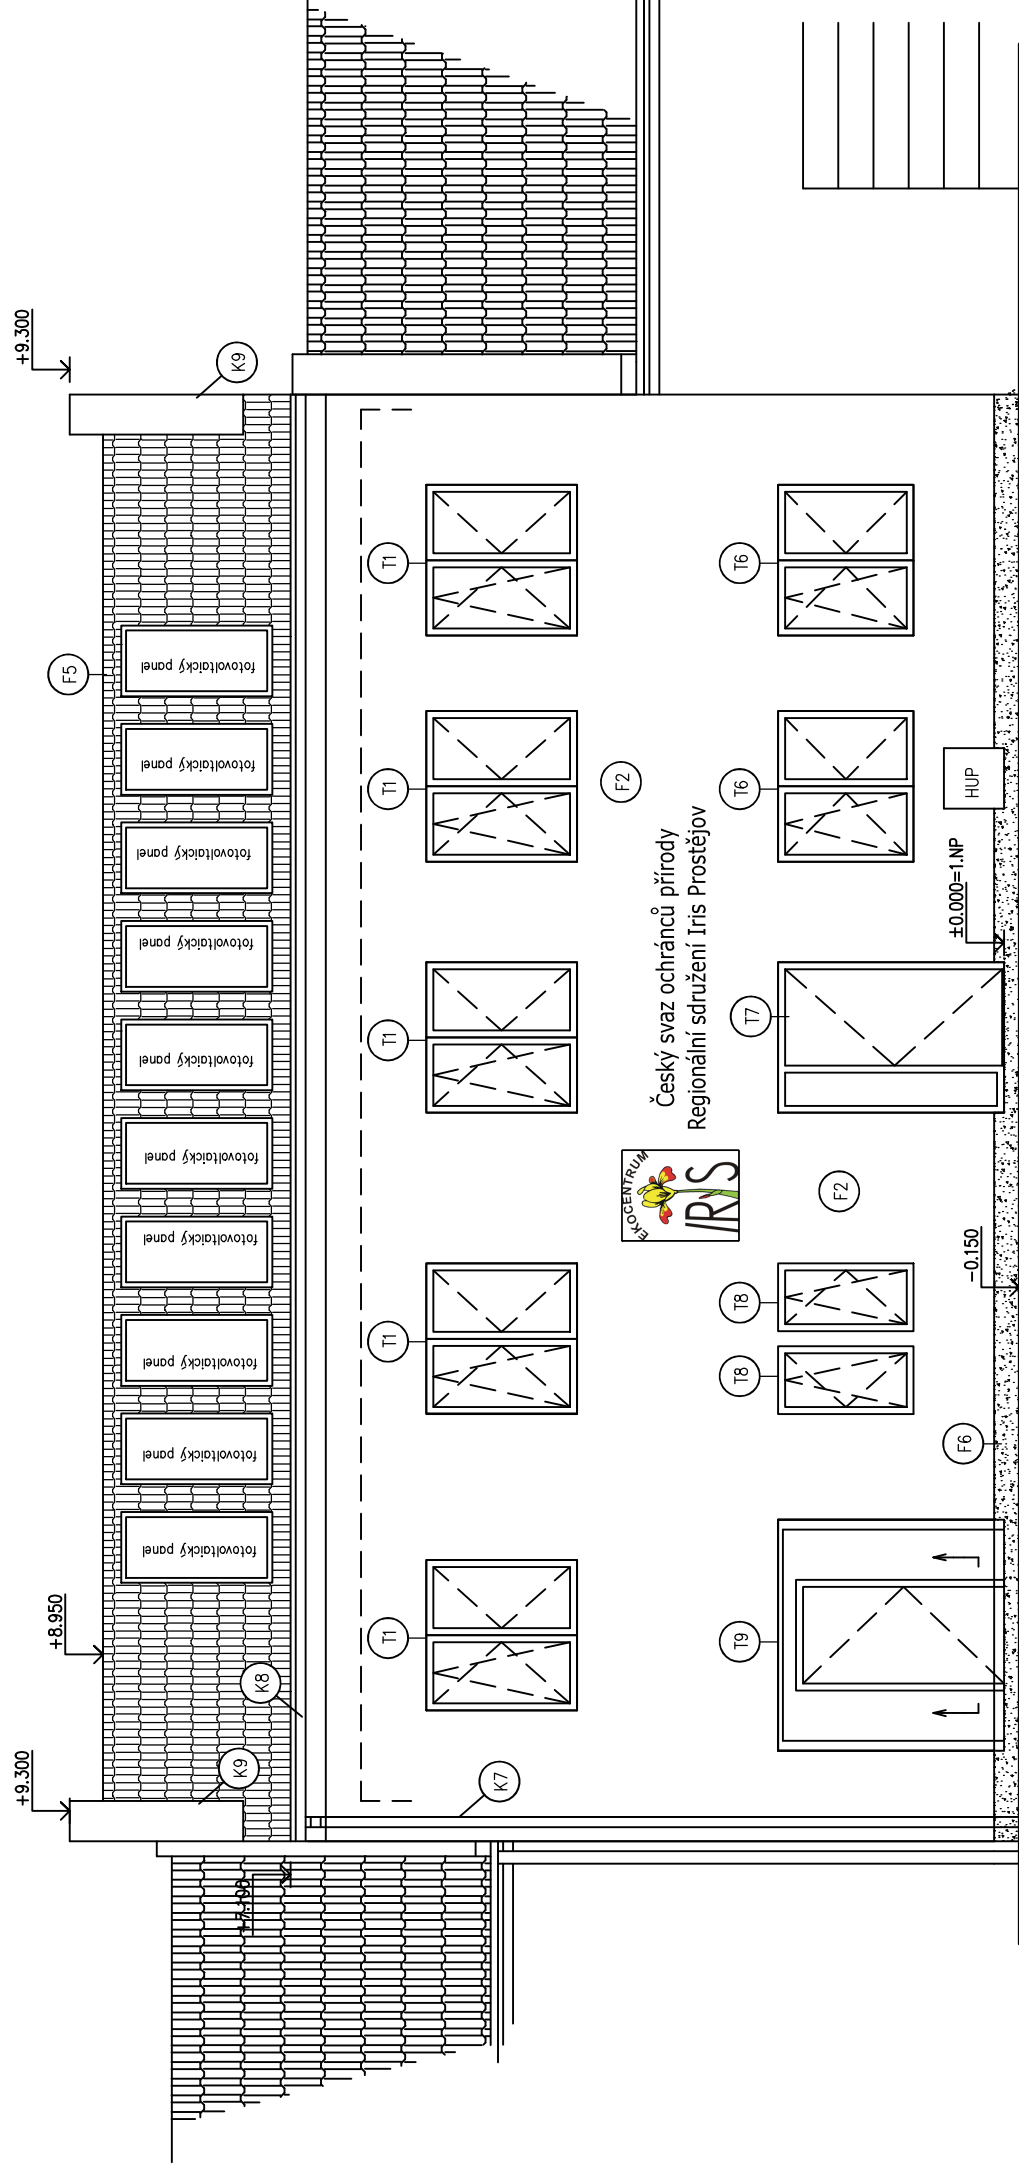 +9.300
+8.950
+9.300
K9
K8
F5
K9
+7.100
fotovoltaický panel
fotovoltaický panel
fotovoltaický panel
fotovoltaický panel
fotovoltaický panel
fotovoltaický panel
fotovoltaický panel
fotovoltaický panel
fotovoltaický panel
fotovoltaický panel
T1
T1
T1
T1
T1
K7
F2
EKOCENTRUM
IRIS
Český svaz ochránců přírody
Regionální sdružení Iris Prostějov
T9
T8
T8
F2
T7
T6
T6
F6
-0.150
±0.000=1.NP
HUP